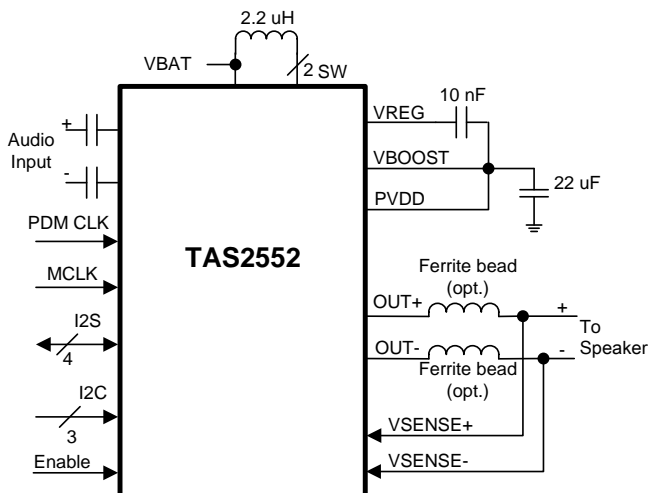 2.2 uH
VBAT
2 SW
10 nF
VREG
+
Audio
Input
-
VBOOST
22 uF
PVDD
PDM CLK
TAS2552
MCLK
Ferrite bead
(opt.)
OUT+
+
To
Speaker
I2S
4
OUT-
-
Ferrite bead
(opt.)
I2C
3
VSENSE+
Enable
VSENSE-